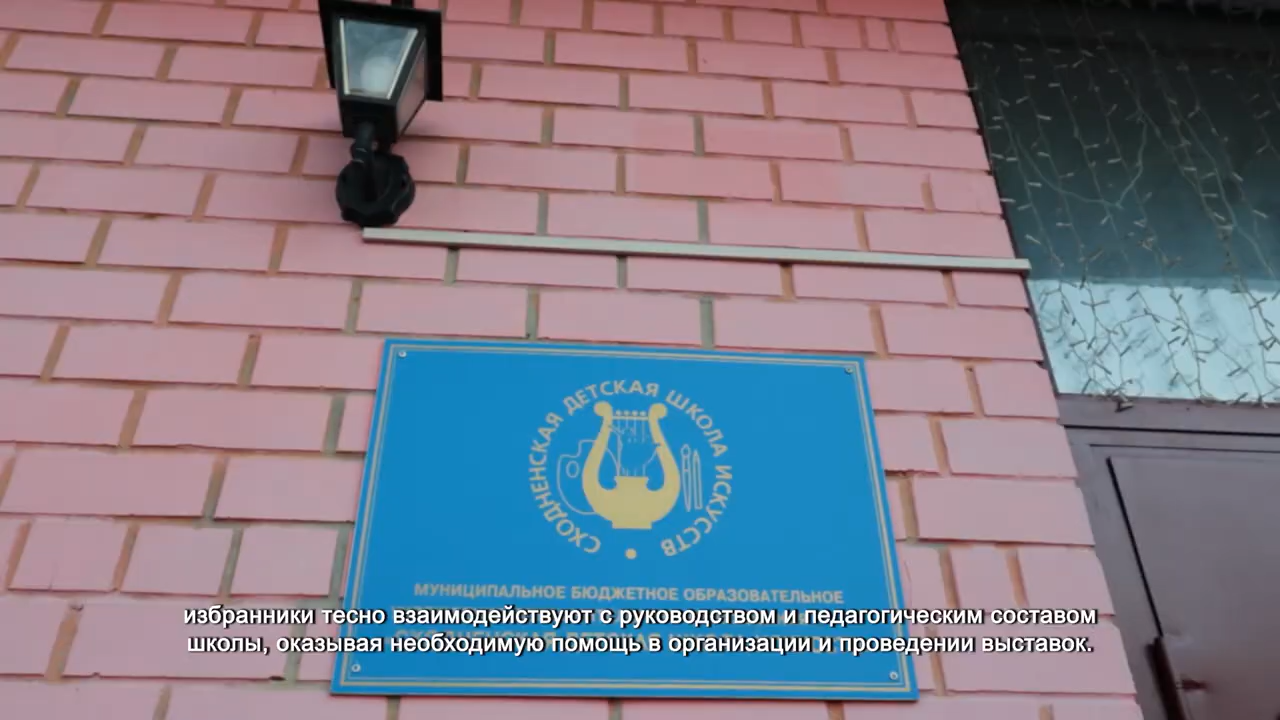 СХОДНЕНСКАЯ ДЕТСКАЯ ШКОЛА ИСКУССТВ
МУНИЦИПАЛЬНОЕ БЮДЖЕТНОЕ ОБРАЗОВАТЕЛЬНОЕ
избранники тесно взаимодействуют с руководством и педагогическим составом
школы, оказывая необходимую помощь в организации и проведении выставок.